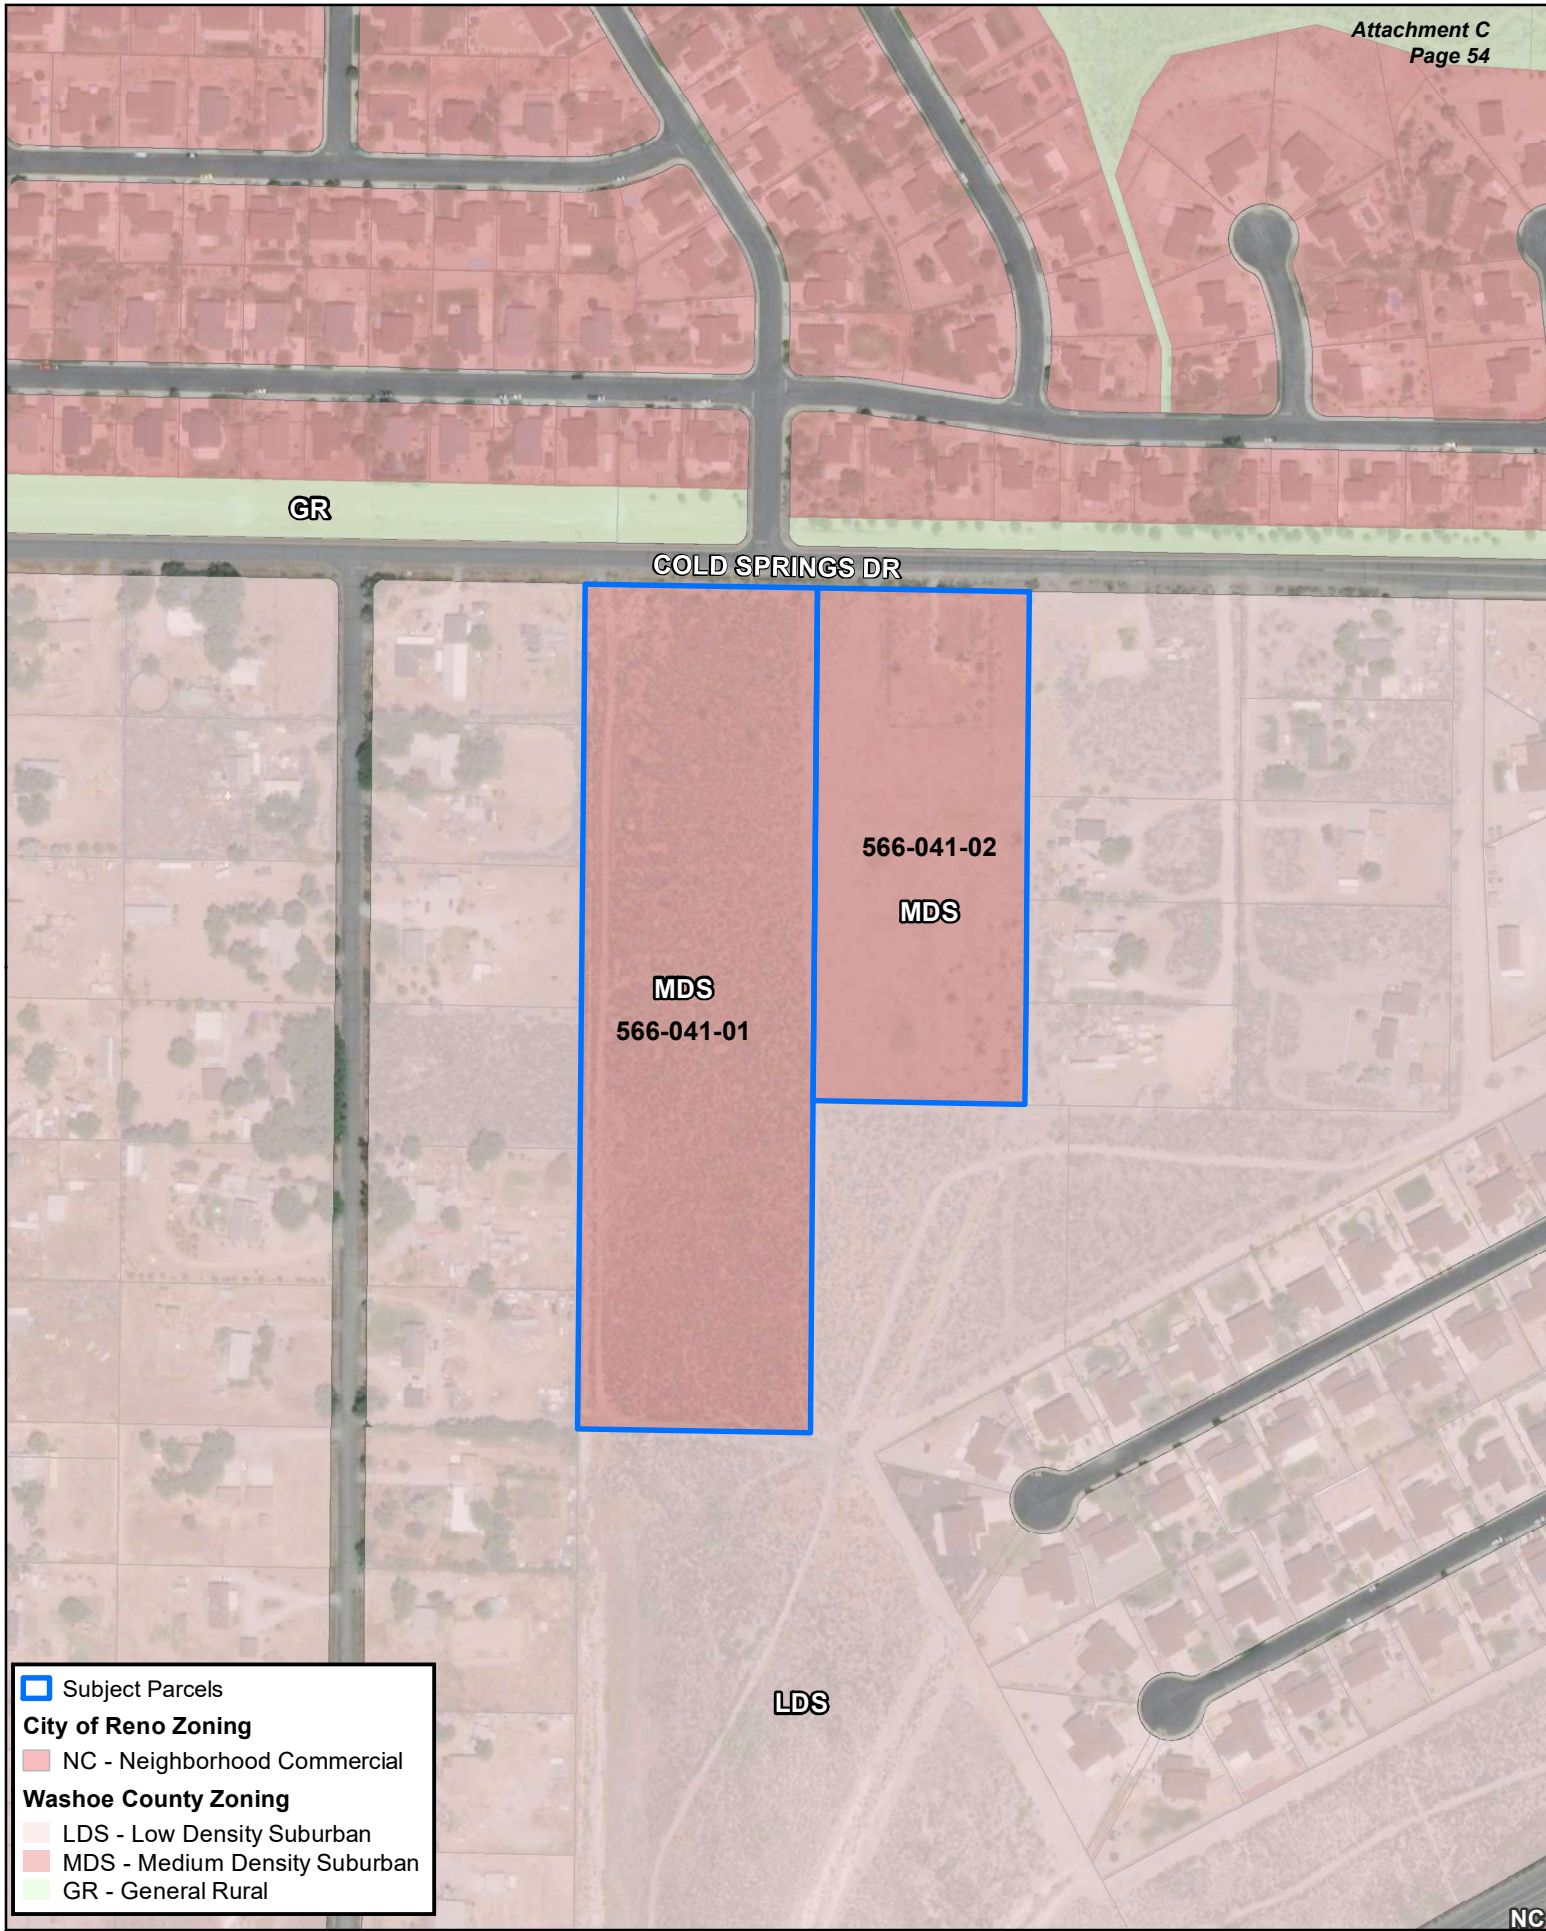 Attachment C
Page 54
GR
COLD SPRINGS DR
566-041-02
MDS
MDS
566-041-01
LDS
Subject Parcels
City of Reno Zoning
NC - Neighborhood Commercial
Washoe County Zoning
LDS - Low Density Suburban
MDS - Medium Density Suburban
GR - General Rural
NC